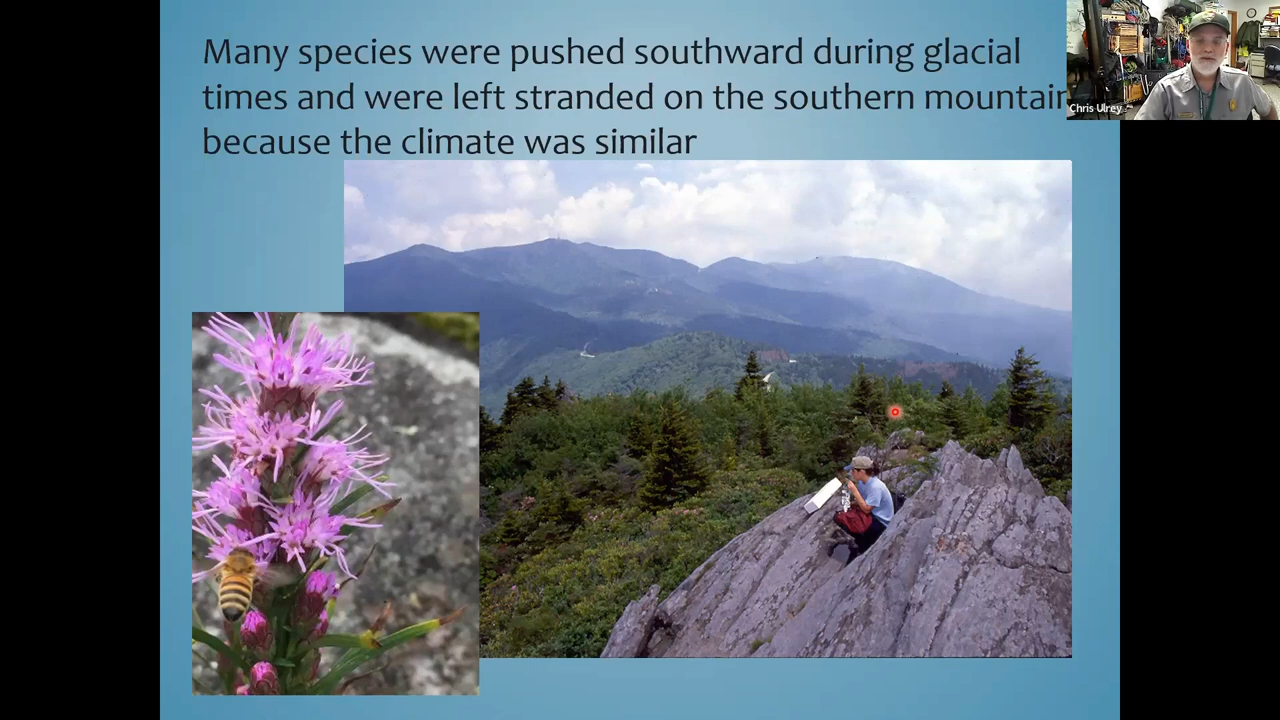 Many species were pushed southward during glacial
times and were left stranded on the southern mountain
because the climate was similar
Chris Ulrey